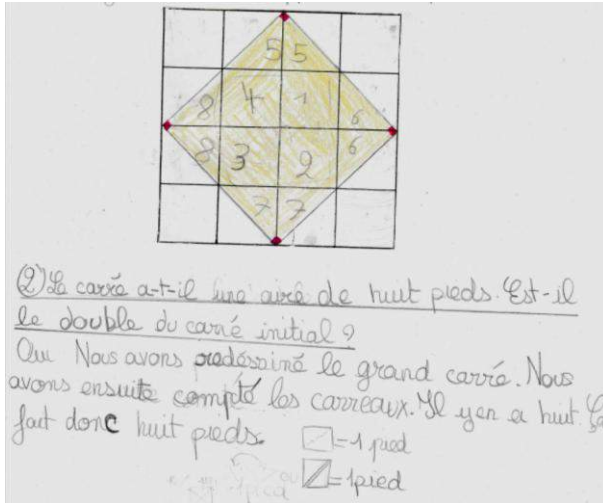 5 5
8 4 1 6
8 3 2 6
7 7
② Le carré a-t-il une aire de huit pieds. Est-il
le double du carré initial ?
Oui Nous avons redéssiné le grand carré. Nous
avons ensuite compté les carreaux. Il y en a huit. Ça
fait donc huit pieds. = 1 pied
= 1 pied